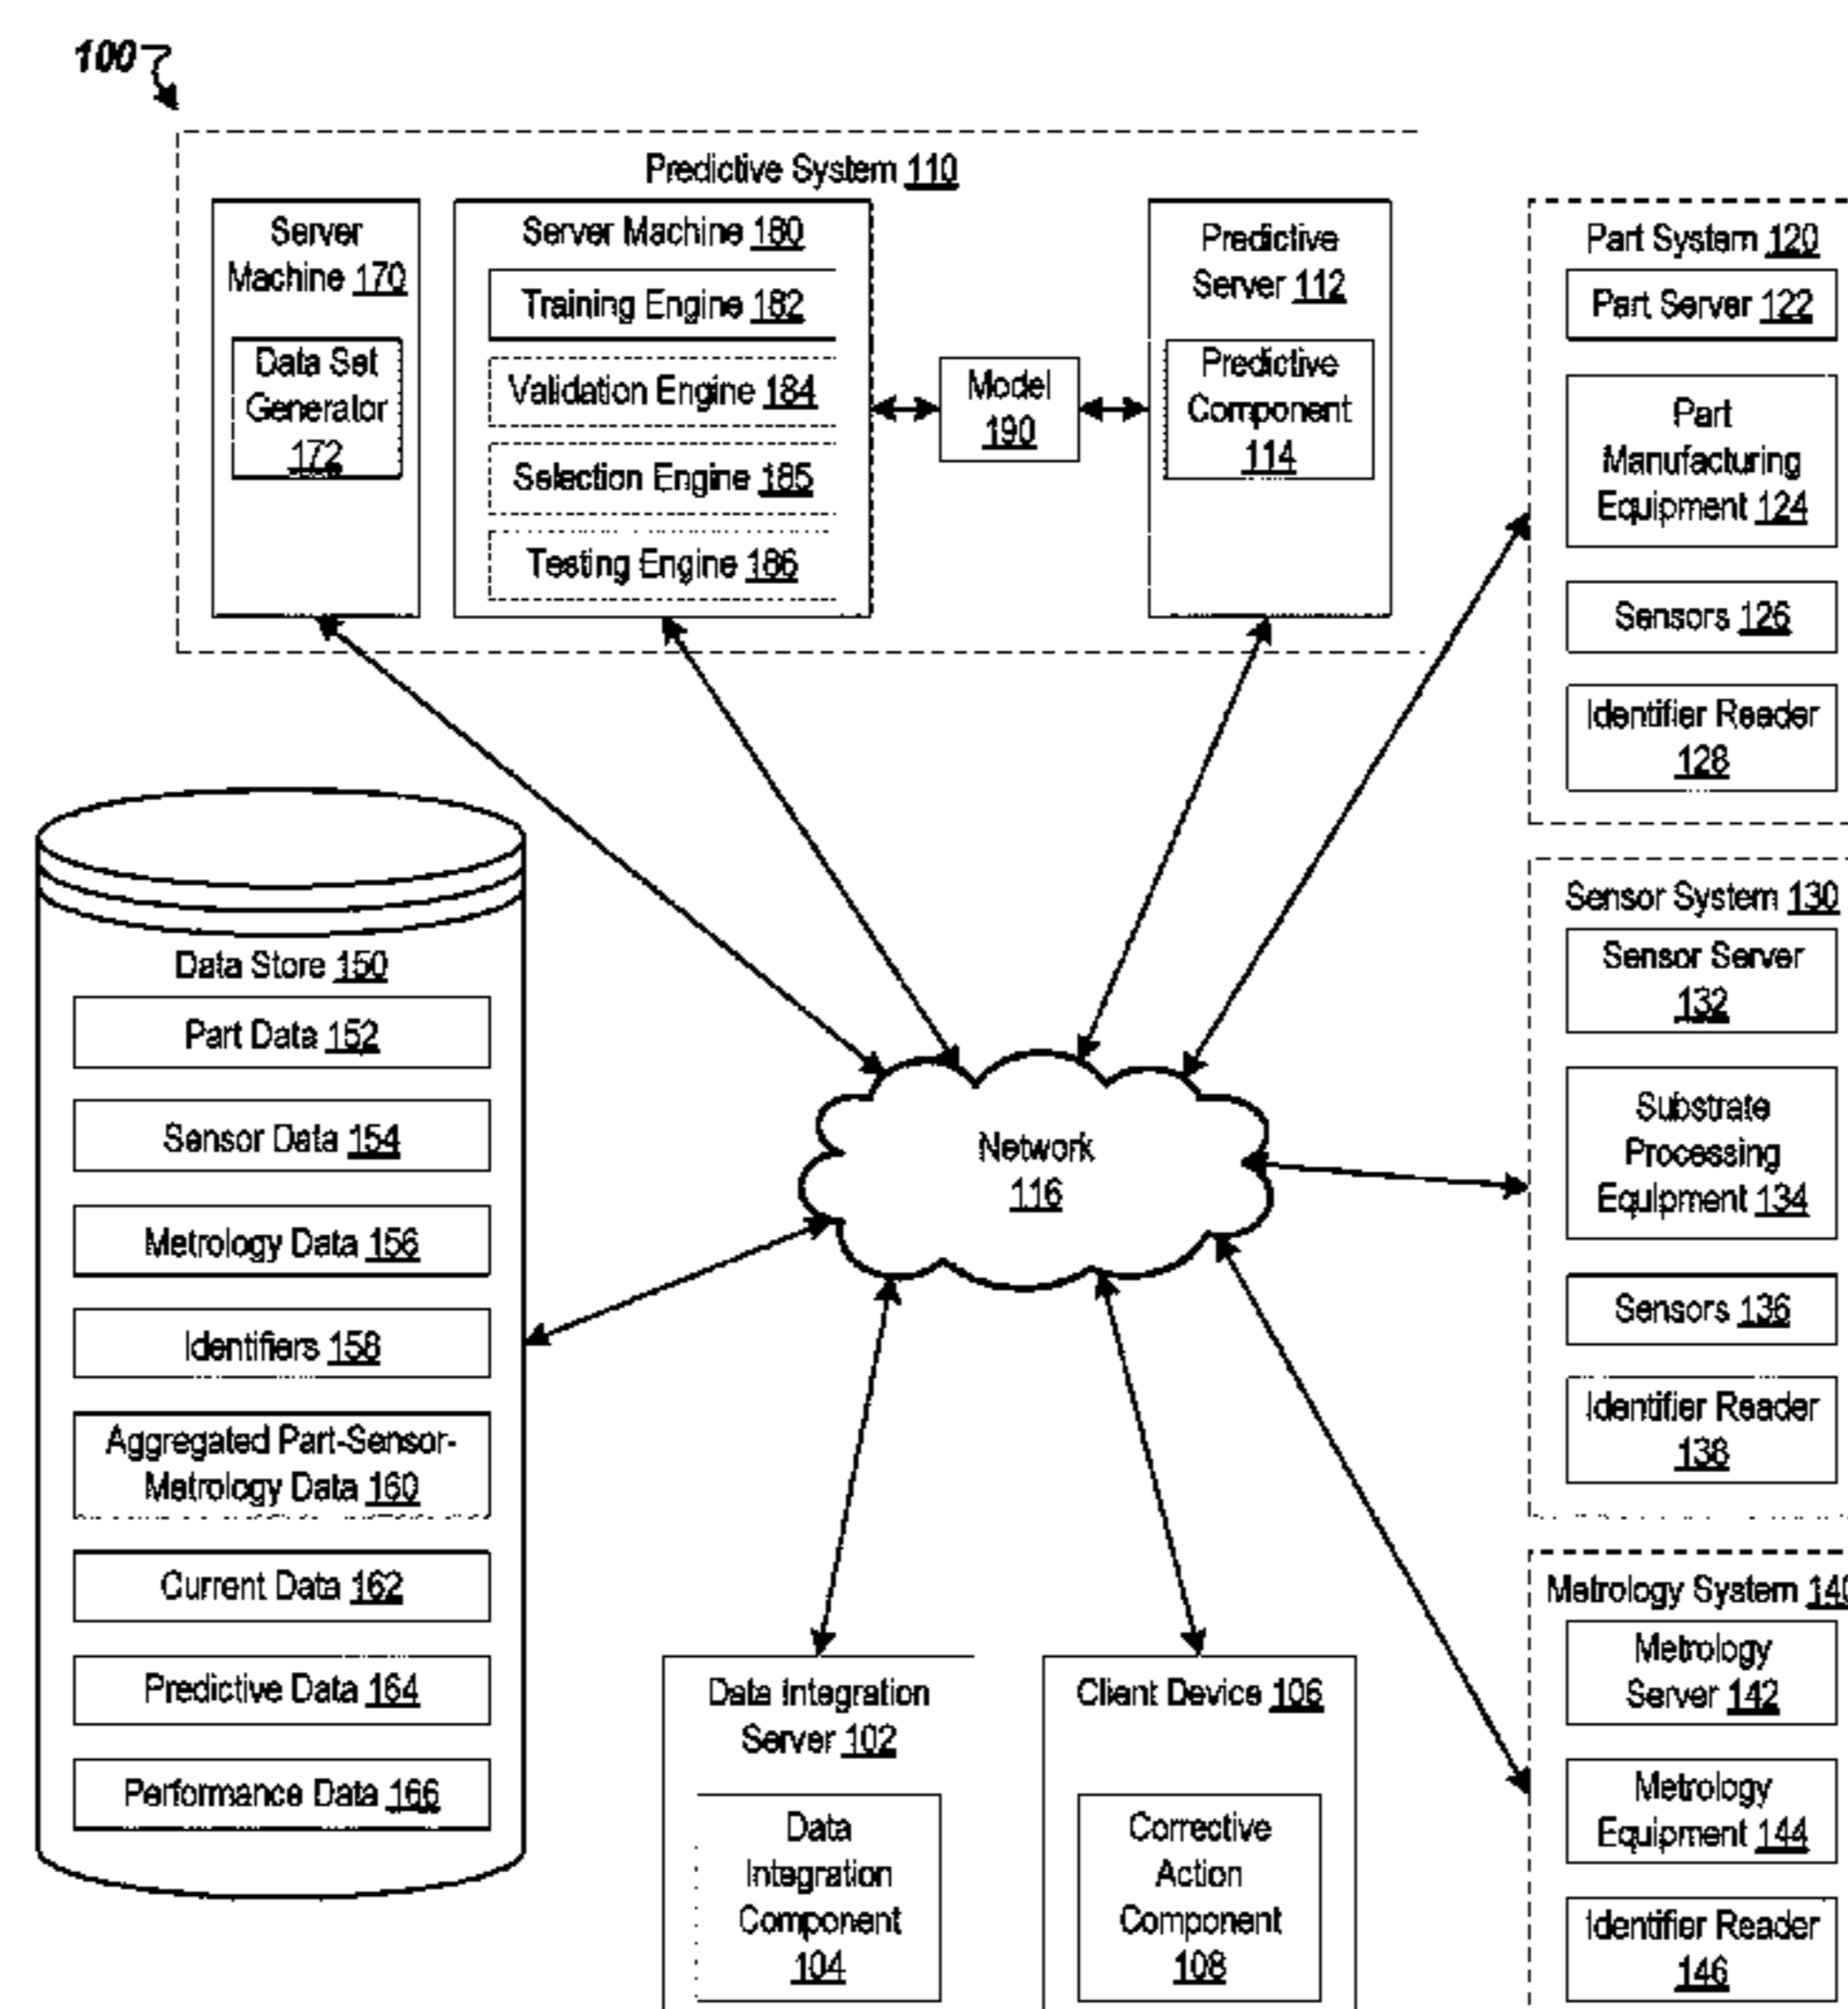 100
Predictive System 110
Server
Machine 170
Data Set
Generator
172
Server Machine 180
Training Engine 182
Validation Engine 184
Selection Engine 185
Testing Engine 186
Model
190
Predictive
Server 112
Predictive
Component
114
Part System 120
Part Server 122
Part
Manufacturing
Equipment 124
Sensors 126
Identifier Reader
128
Sensor System 130
Sensor Server
132
Substrate
Processing
Equipment 134
Sensors 136
Identifier Reader
138
Metrology System 140
Metrology
Server 142
Metrology
Equipment 144
Identifier Reader
146
Data Store 150
Part Data 152
Sensor Data 154
Metrology Data 156
Identifiers 158
Aggregated Part-Sensor-
Metrology Data 160
Current Data 162
Predictive Data 164
Performance Data 166
Network
116
Data Integration
Server 102
Data
Integration
Component
104
Client Device 106
Corrective
Action
Component
108